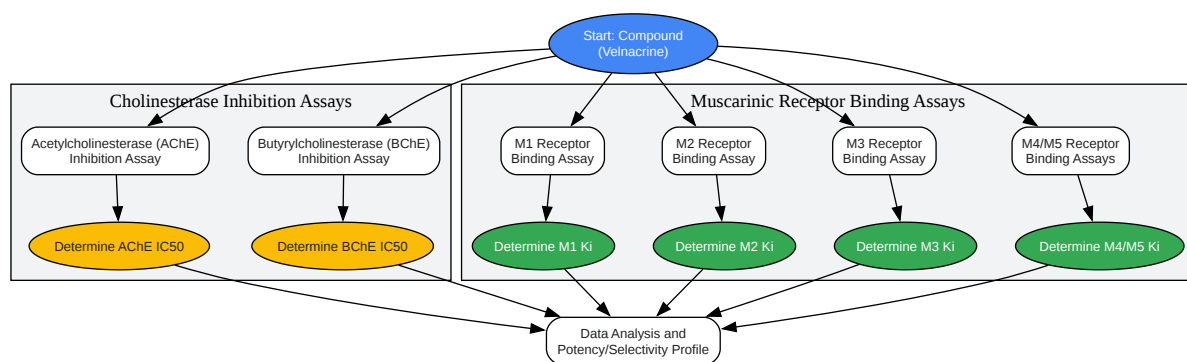 Start: Compound
(Velnacrine)
Cholinesterase Inhibition Assays
Muscarinic Receptor Binding Assays
Acetylcholinesterase (AChE)
Inhibition Assay
Butyrylcholinesterase (BChE)
Inhibition Assay
M1 Receptor
Binding Assay
M2 Receptor
Binding Assay
M3 Receptor
Binding Assay
M4/M5 Receptor
Binding Assays
Determine AChE IC50
Determine BChE IC50
Determine M1 Ki
Determine M2 Ki
Determine M3 Ki
Determine M4/M5 Ki
Data Analysis and
Potency/Selectivity Profile